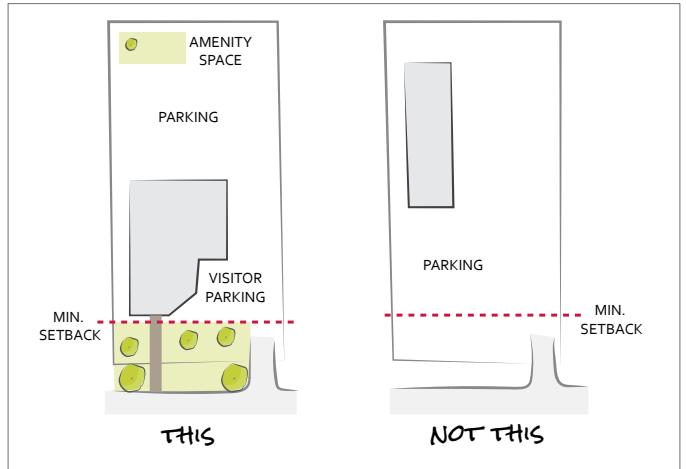 AMENITY
SPACE
PARKING
VISITOR
PARKING
MIN.
SETBACK
THIS
PARKING
MIN.
SETBACK
NOT THIS